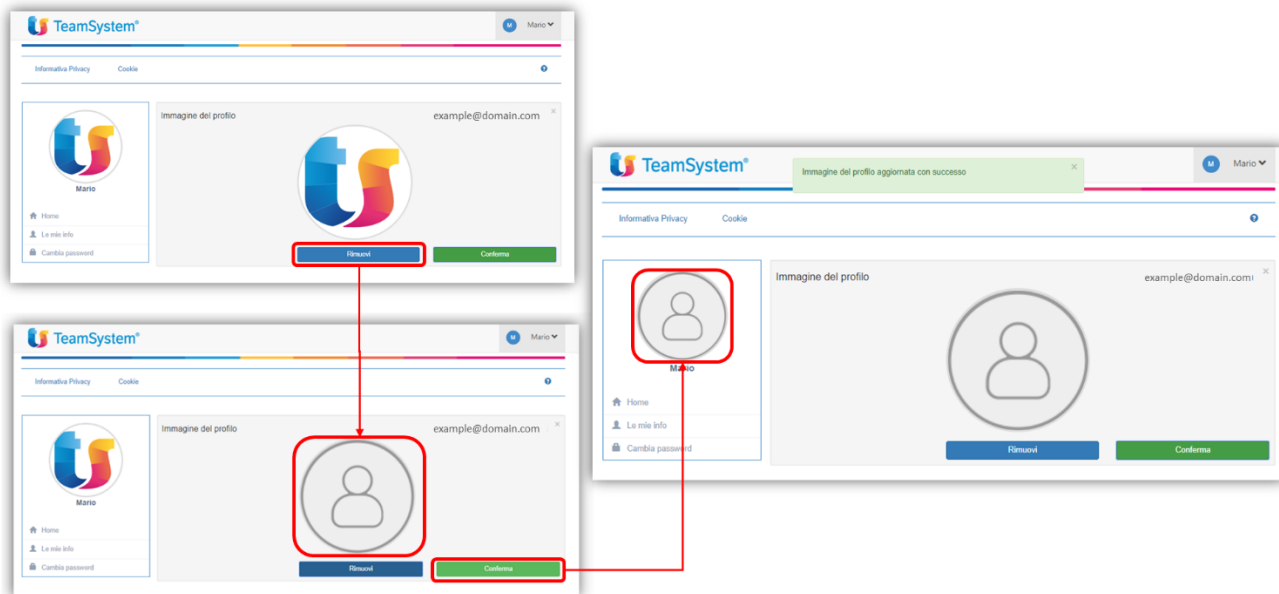 TeamSystem®
M Mario
Informativa Privacy Cookie
Immagine del profilo example@domain.com ×
Mario
Home
Le mie info
Cambia password
Rimuovi Conferma
TeamSystem®
M Mario
Informativa Privacy Cookie
Immagine del profilo example@domain.com ×
Mario
Home
Le mie info
Cambia password
Rimuovi Conferma
TeamSystem®
Immagine del profilo aggiornata con successo ×
M Mario
Informativa Privacy Cookie
Immagine del profilo example@domain.com ×
Mario
Home
Le mie info
Cambia password
Rimuovi Conferma